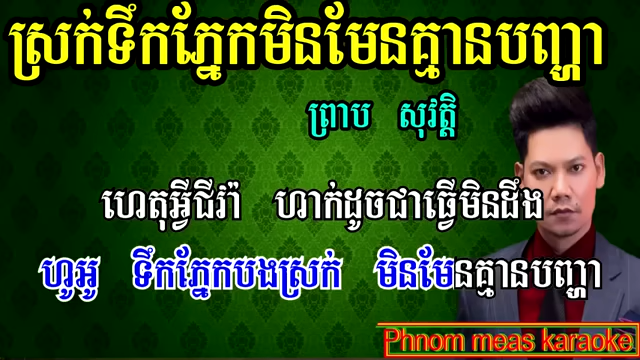 ស្រក់ទឹកភ្នែកមិនមែនគ្មានបញ្ហា
ព្រាប សុវត្តិ
ហេតុអ្វីជីវ៉ា ហាក់ដូចជាធ្វើមិនដឹង
ហូអូ ទឹកភ្នែកបងស្រក់ មិនមែនគ្មានបញ្ហា
Phnom meas karaoke